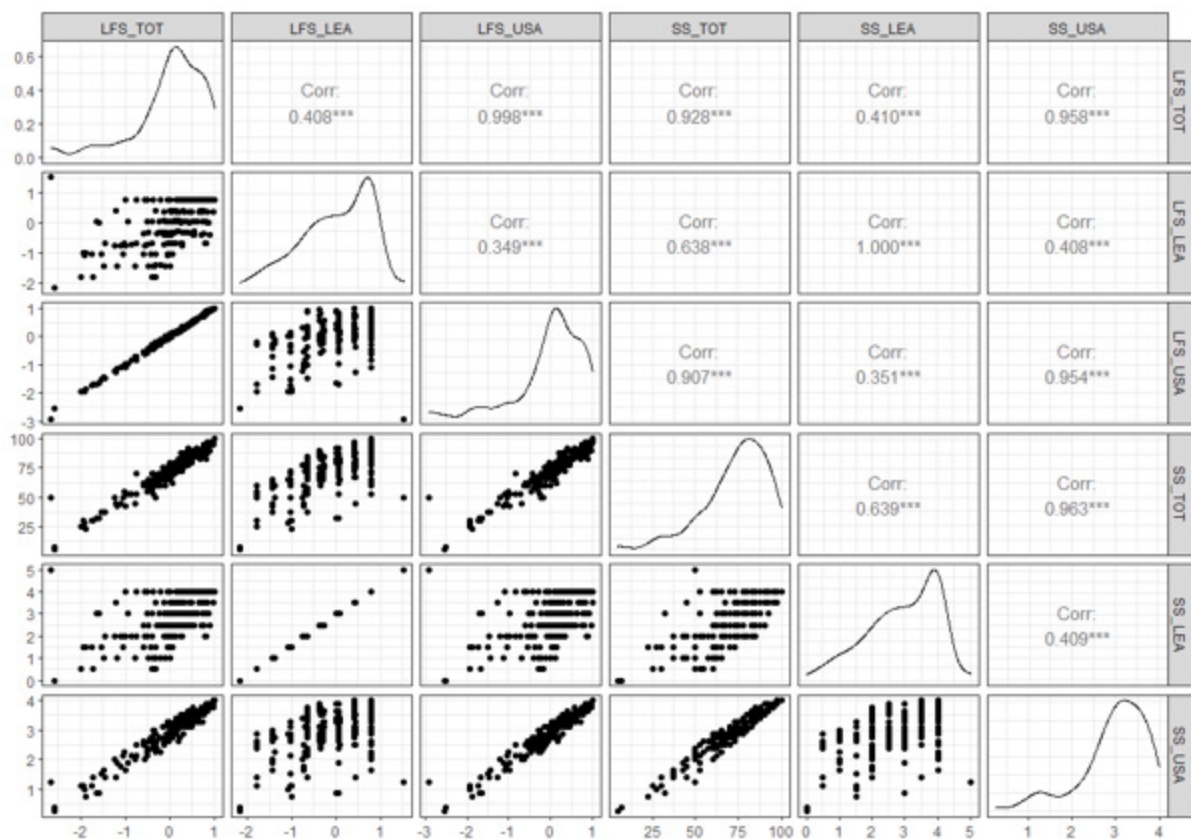 LFS_TOT LFS_LEA LFS_USA SS_TOT SS_LEA SS_USA
0.6
0.4
0.2
0.0
Corr:
0.408***
Corr:
0.998***
Corr:
0.928***
Corr:
0.410***
Corr:
0.958***
LFS_TOT
1
0
-1
-2
Corr:
0.349***
Corr:
0.638***
Corr:
1.000***
Corr:
0.408***
LFS_LEA
1
0
-1
-2
-3
Corr:
0.907***
Corr:
0.351***
Corr:
0.954***
LFS_USA
100
75
50
25
Corr:
0.639***
Corr:
0.963***
SS_TOT
5
4
3
2
1
0
Corr:
0.409***
SS_LEA
4
3
2
1
SS_USA
-2 -1 0 1 -2 -1 0 1 -3 -2 -1 0 1 25 50 75 100 0 1 2 3 4 5 1 2 3 4